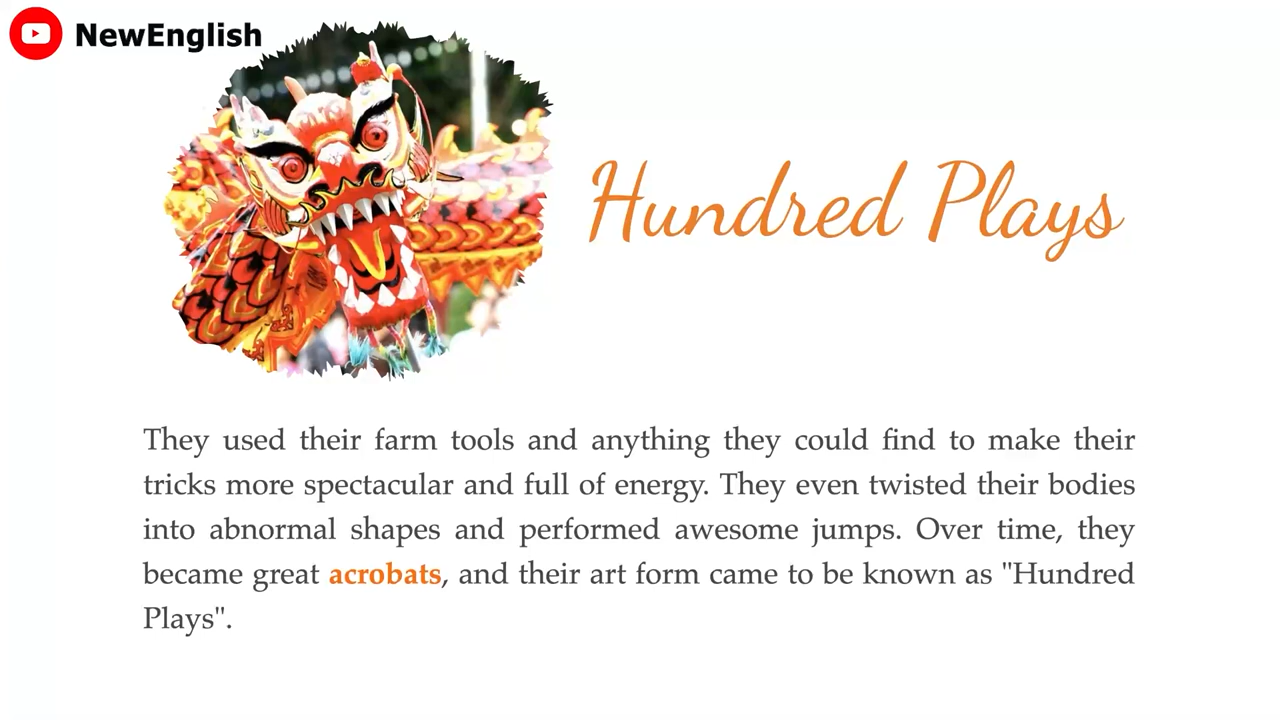 NewEnglish
Hundred Plays
They used their farm tools and anything they could find to make their
tricks more spectacular and full of energy. They even twisted their bodies
into abnormal shapes and performed awesome jumps. Over time, they
became great acrobats, and their art form came to be known as "Hundred
Plays".